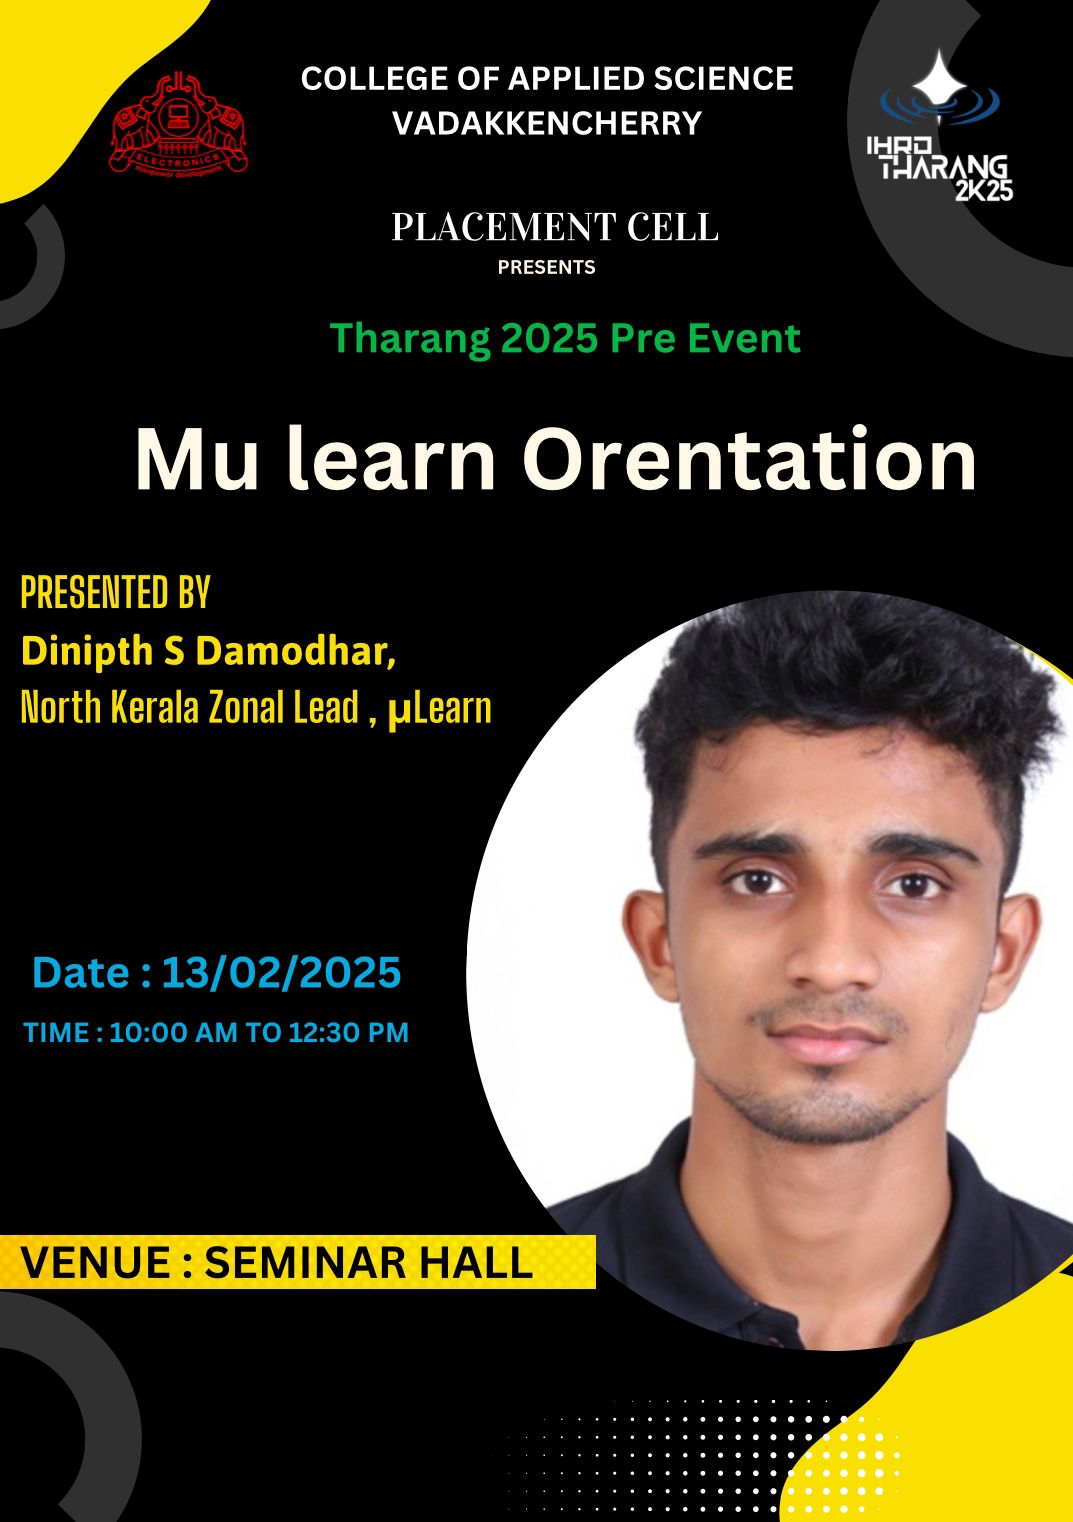 COLLEGE OF APPLIED SCIENCE
VADAKKENCHERRY
ELECTRONICS
manpower development
IHRD
THARANG
2K25
PLACEMENT CELL
PRESENTS
Tharang 2025 Pre Event
Mu learn Orentation
PRESENTED BY
Dinipth S Damodhar,
North Kerala Zonal Lead , µLearn
Date : 13/02/2025
TIME : 10:00 AM TO 12:30 PM
VENUE : SEMINAR HALL